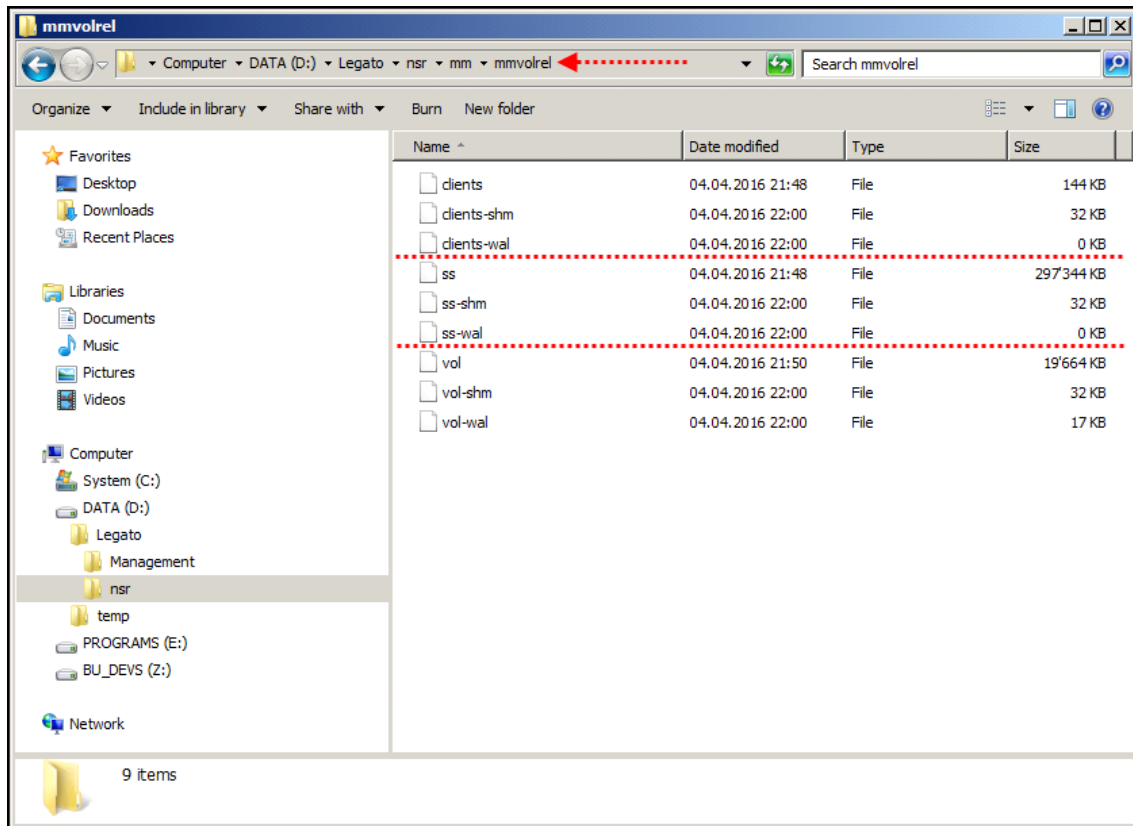 mmvolrel
Computer DATA (D:) Legato nsr mm mmvolrel Search mmvolrel
Organize Include in library Share with Burn New folder
Favorites
Desktop
Downloads
Recent Places
Libraries
Documents
Music
Pictures
Videos
Computer
System (C:)
DATA (D:)
Legato
Management
nsr
temp
PROGRAMS (E:)
BU_DEVS (Z:)
Network
Name Date modified Type Size
clients 04.04.2016 21:48 File 144 KB
clients-shm 04.04.2016 22:00 File 32 KB
clients-wal 04.04.2016 22:00 File 0 KB
ss 04.04.2016 21:48 File 297'344 KB
ss-shm 04.04.2016 22:00 File 32 KB
ss-wal 04.04.2016 22:00 File 0 KB
vol 04.04.2016 21:50 File 19'664 KB
vol-shm 04.04.2016 22:00 File 32 KB
vol-wal 04.04.2016 22:00 File 17 KB
9 items